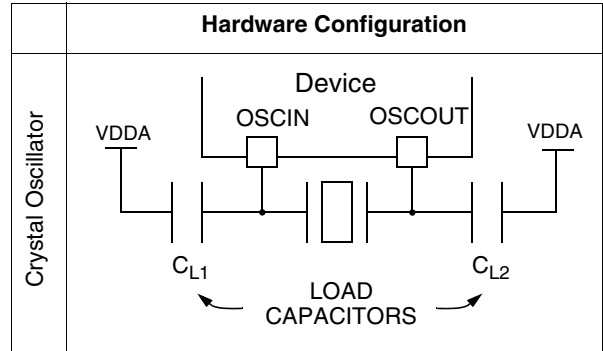 Hardware Configuration
Crystal Oscillator
Device
OSCIN
OSCOUT
VDDA
VDDA
CL1
CL2
LOAD
CAPACITORS